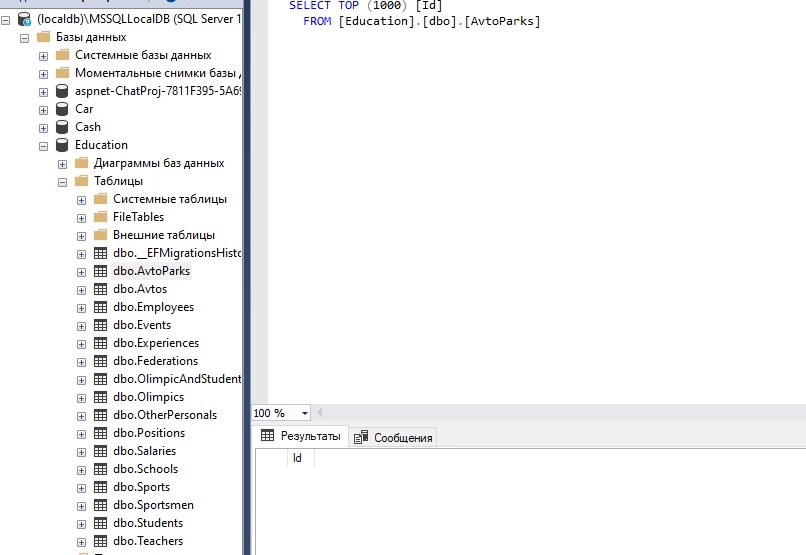 (localdb)\MSSQLLocalDB (SQL Server 1
Базы данных
Системные базы данных
Моментальные снимки базы д
aspnet-ChatProj-7811F395-5A69
Car
Cash
Education
Диаграммы баз данных
Таблицы
Системные таблицы
FileTables
Внешние таблицы
dbo.__EFMigrationsHisto
dbo.AvtoParks
dbo.Avtos
dbo.Employees
dbo.Events
dbo.Experiences
dbo.Federations
dbo.OlimpicAndStudent
dbo.Olimpics
dbo.OtherPersonals
dbo.Positions
dbo.Salaries
dbo.Schools
dbo.Sports
dbo.Sportsmen
dbo.Students
dbo.Teachers
SELECT TOP (1000) [Id]
FROM [Education].[dbo].[AvtoParks]
100 %
Результаты
Сообщения
Id